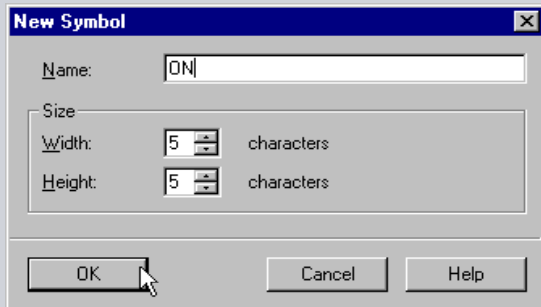 New Symbol
Name: ON
Size
Width: 5 characters
Height: 5 characters
OK Cancel Help